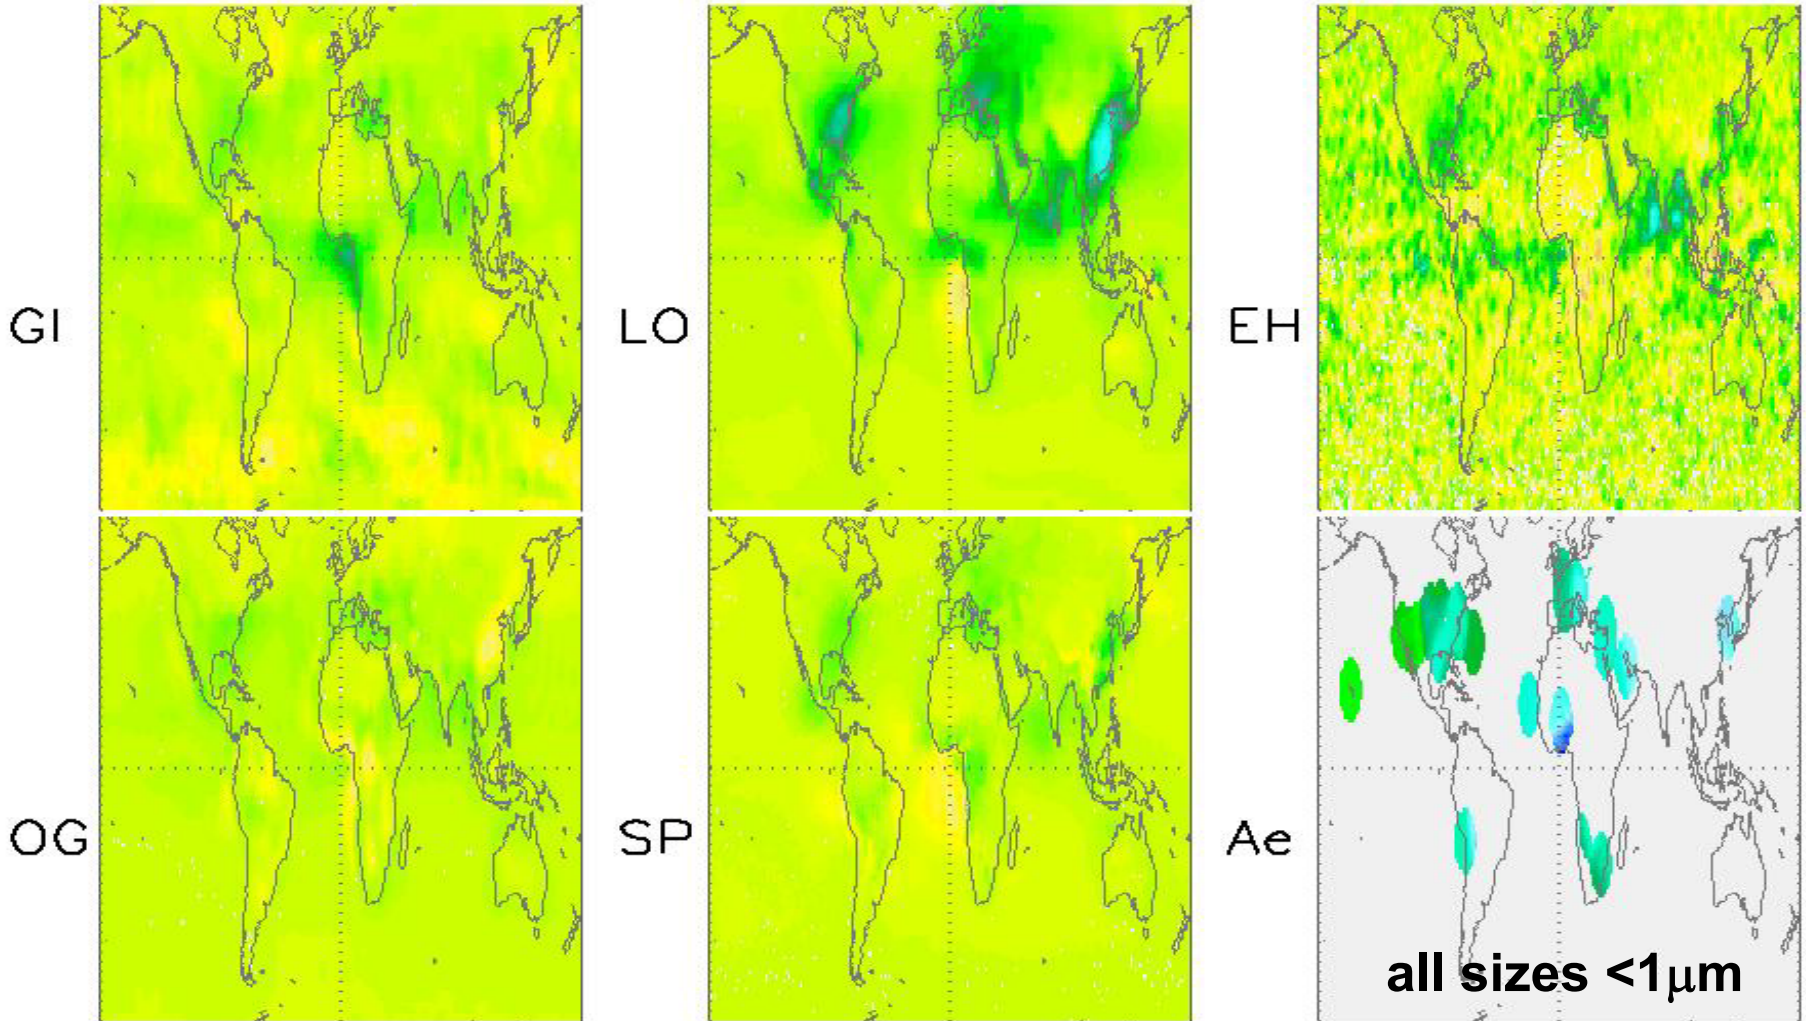 GI
LO
EH
OG
SP
Ae
all sizes <1μm